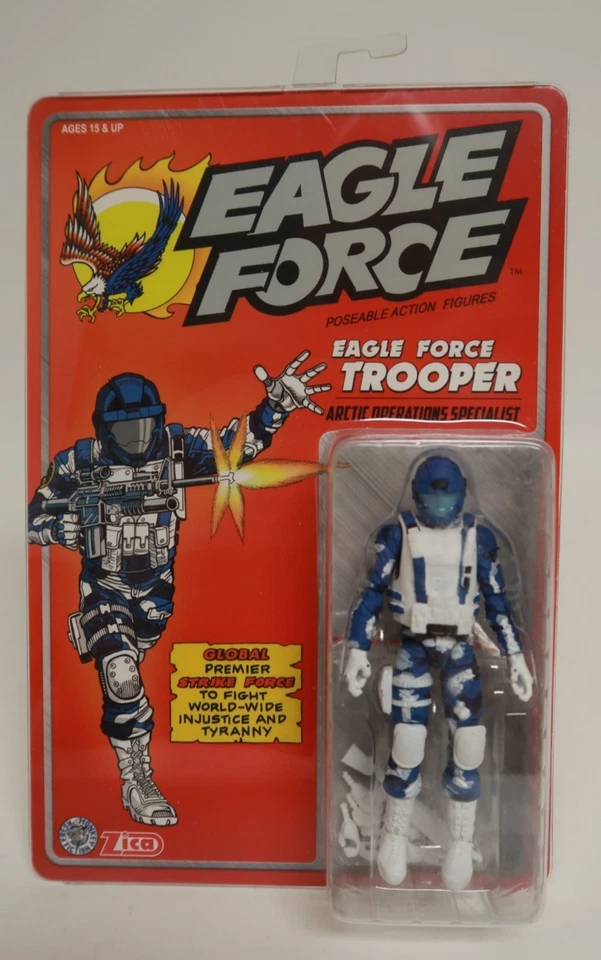 AGES 15 & UP
EAGLE
FORCE
TM
POSEABLE ACTION FIGURES
EAGLE FORCE
TROOPER
ARCTIC OPERATIONS SPECIALIST
GLOBAL
PREMIER
STRIKE FORCE
TO FIGHT
WORLD-WIDE
INJUSTICE AND
TYRANNY
Zica